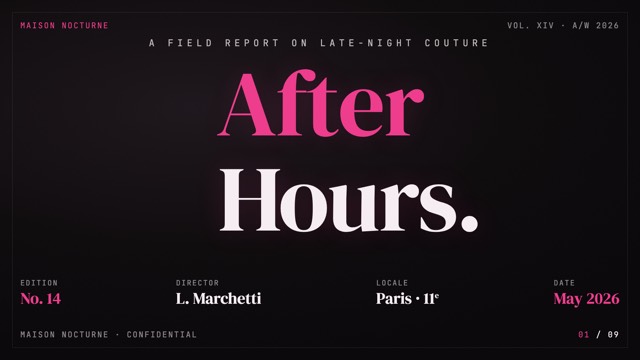 MAISON NOCTURNE
VOL. XIV · A/W 2026
A FIELD REPORT ON LATE-NIGHT COUTURE
After
Hours.
EDITION
No. 14
DIRECTOR
L. Marchetti
LOCALE
Paris · 11ᵉ
DATE
May 2026
MAISON NOCTURNE · CONFIDENTIAL
01 / 09